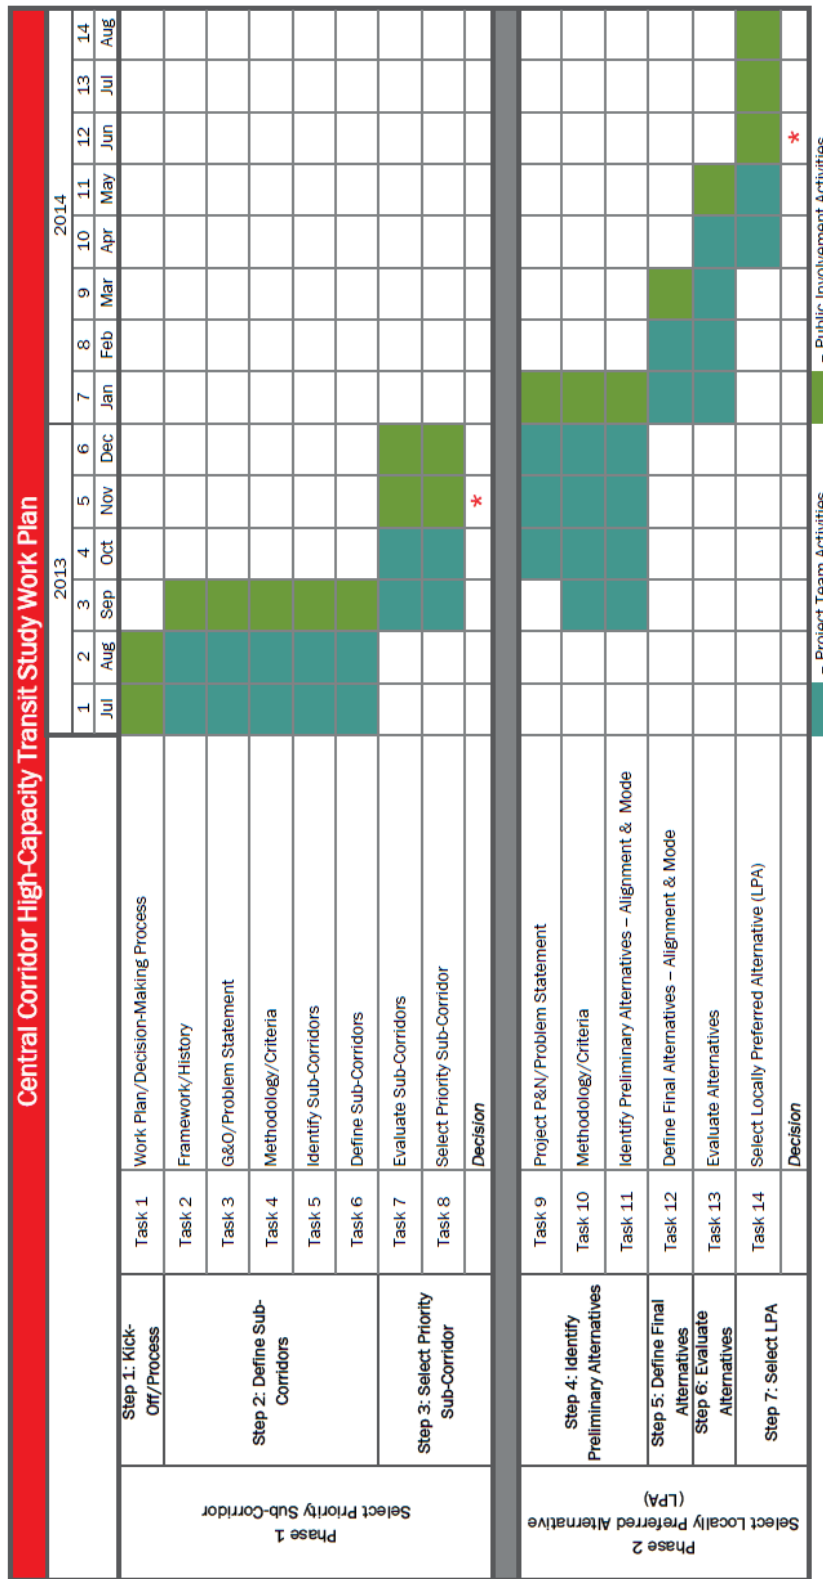 Central Corridor High-Capacity Transit Study Work Plan
2013 2014
1 2 3 4 5 6 7 8 9 10 11 12 13 14
Jul Aug Sep Oct Nov Dec Jan Feb Mar Apr May Jun Jul Aug
Phase 1
Select Priority Sub-Corridor
Step 1: Kick-
Off/Process
Task 1 Work Plan/Decision-Making Process
Step 2: Define Sub-
Corridors
Task 2 Framework/History
Task 3 G&O/Problem Statement
Task 4 Methodology/Criteria
Task 5 Identify Sub-Corridors
Task 6 Define Sub-Corridors
Step 3: Select Priority
Sub-Corridor
Task 7 Evaluate Sub-Corridors
Task 8 Select Priority Sub-Corridor
Decision *
Phase 2
Select Locally Preferred Alternative
(LPA)
Step 4: Identify
Preliminary Alternatives
Task 9 Project P&N/Problem Statement
Task 10 Methodology/Criteria
Task 11 Identify Preliminary Alternatives – Alignment & Mode
Step 5: Define Final
Alternatives
Task 12 Define Final Alternatives – Alignment & Mode
Step 6: Evaluate
Alternatives
Task 13 Evaluate Alternatives
Step 7: Select LPA
Task 14 Select Locally Preferred Alternative (LPA)
Decision *
= Project Team Activities
= Public Involvement Activities